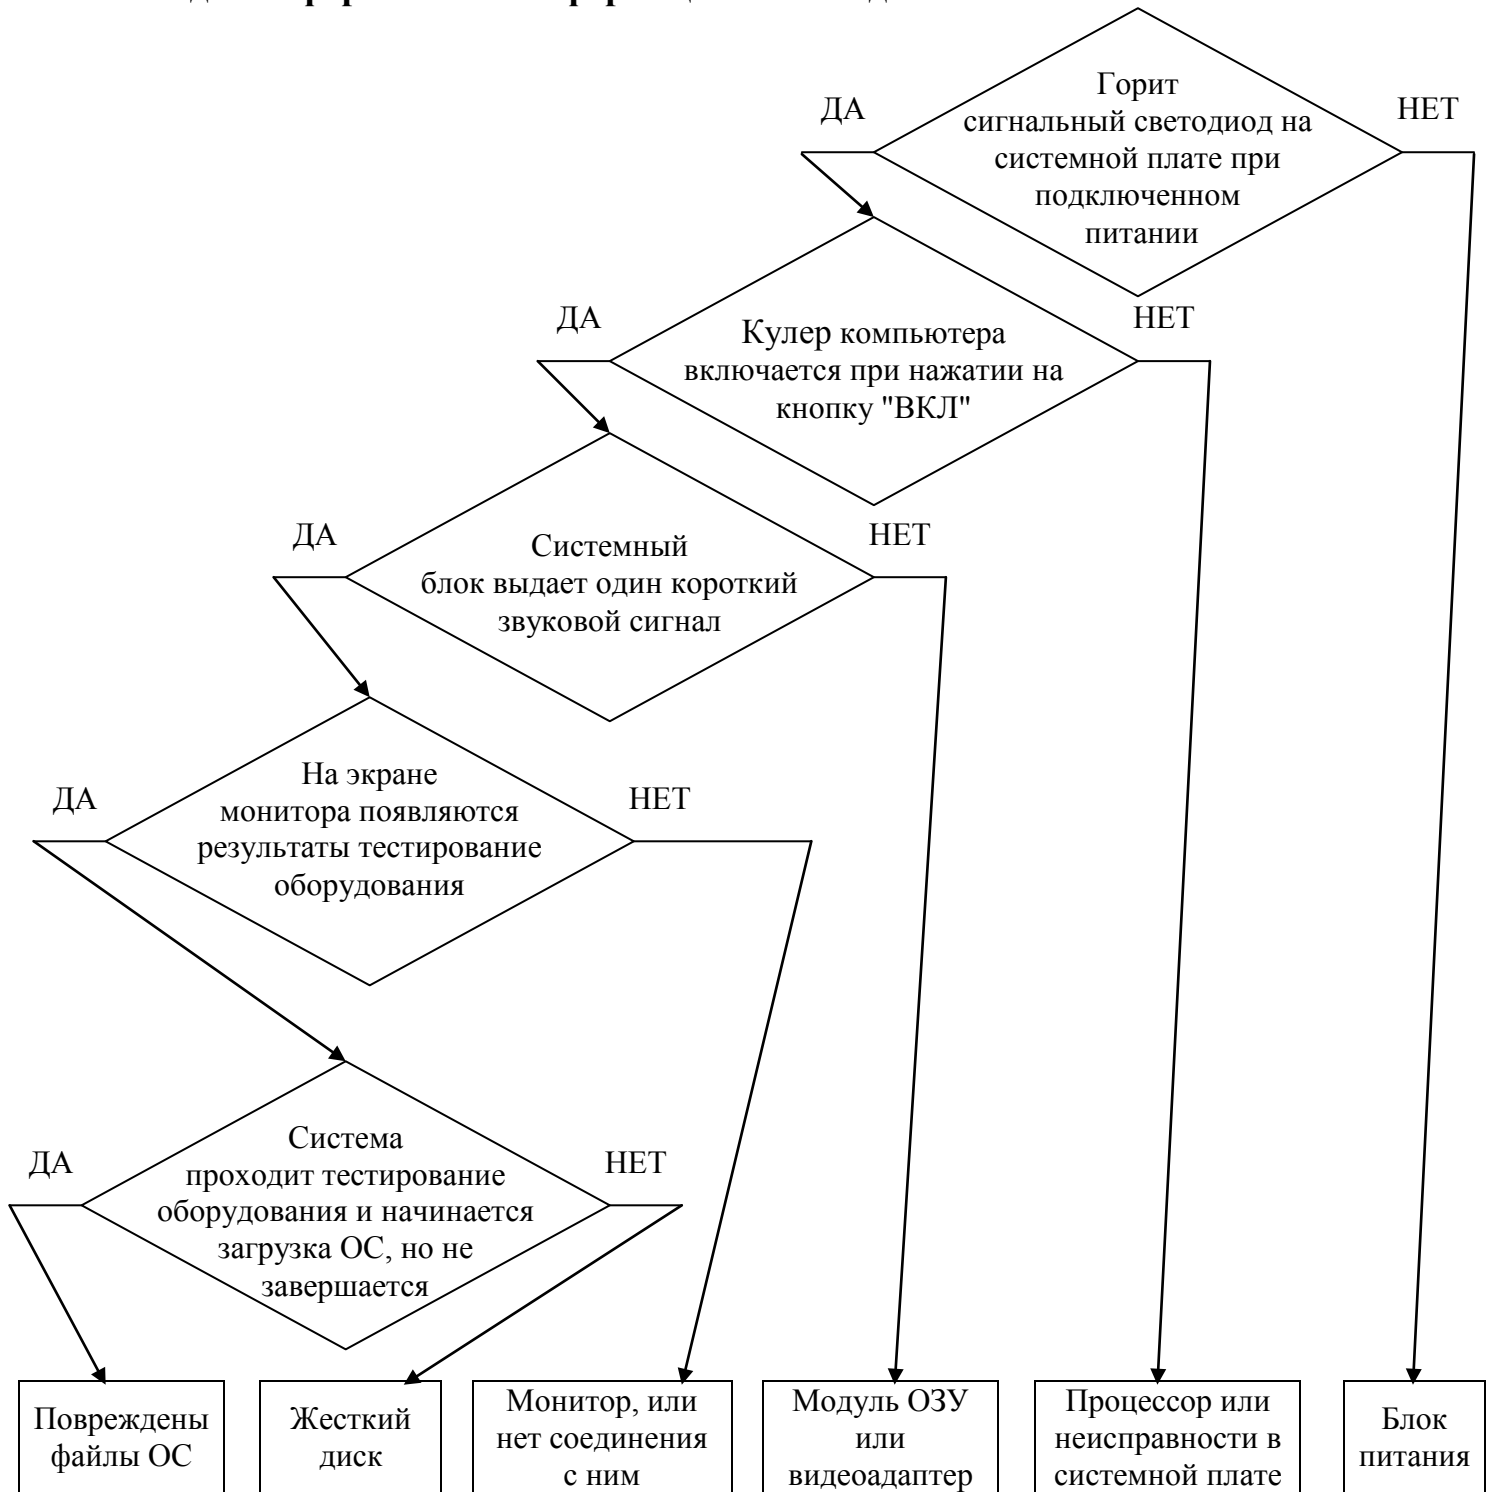 Горит
сигнальный светодиод на
системной плате при
подключенном
питании
ДА
НЕТ
Кулер компьютера
включается при нажатии на
кнопку "ВКЛ"
ДА
НЕТ
Системный
блок выдает один короткий
звуковой сигнал
ДА
НЕТ
На экране
монитора появляются
результаты тестирование
оборудования
ДА
НЕТ
Система
проходит тестирование
оборудования и начинается
загрузка ОС, но не
завершается
ДА
НЕТ
Повреждены
файлы ОС
Жесткий
диск
Монитор, или
нет соединения
с ним
Модуль ОЗУ
или
видеоадаптер
Процессор или
неисправности в
системной плате
Блок
питания